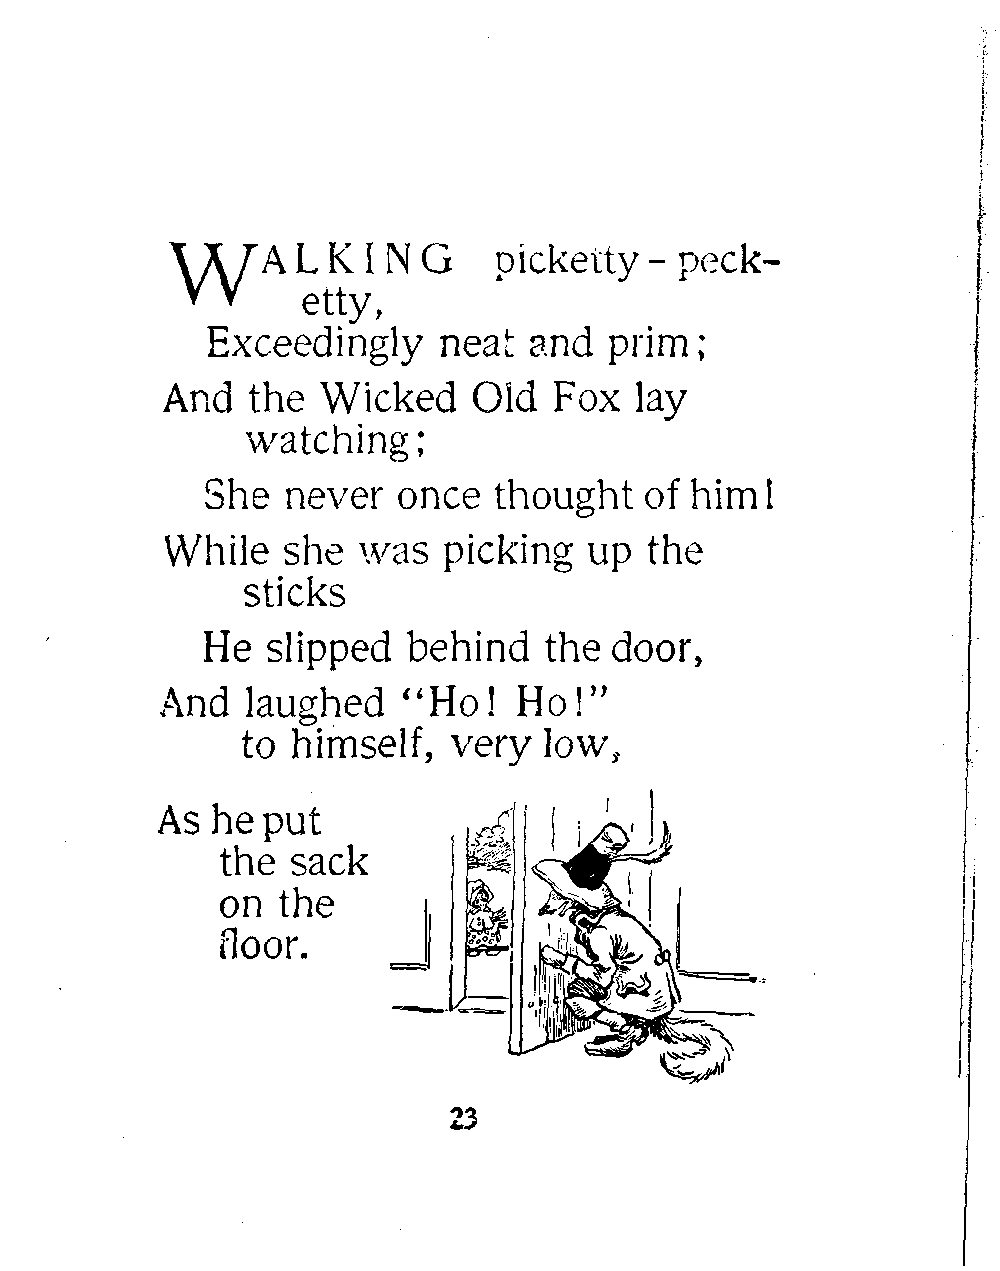 WALKING picketty-peck-
etty,
Exceedingly neat and prim;
And the Wicked Old Fox lay
watching;
She never once thought of him!
While she was picking up the
sticks
He slipped behind the door,
And laughed “Ho! Ho!”
to himself, very low,
As he put
the sack
on the
floor.
23